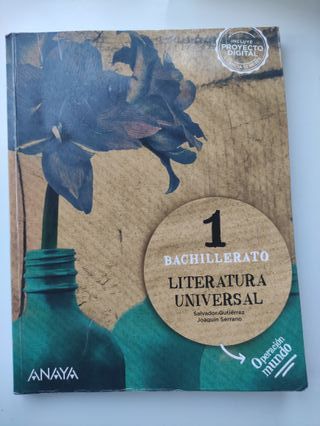 INCLUYE
PROYECTO
DIGITAL
1
BACHILLERATO
LITERATURA
UNIVERSAL
Salvador Gutiérrez
Joaquín Serrano
Operación
mundo
ANAYA